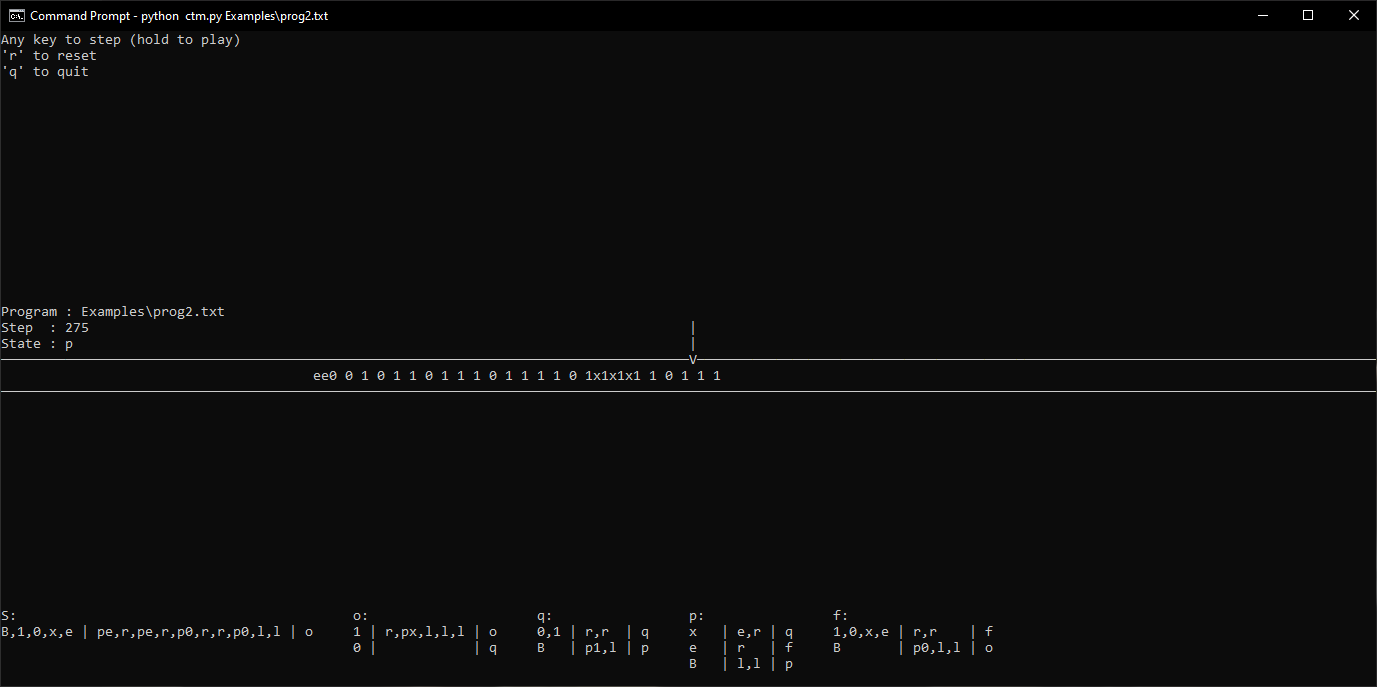 Command Prompt - python  ctm.py Examples\prog2.txt
Any key to step (hold to play)
'r' to reset
'q' to quit
Program : Examples\prog2.txt
Step  : 275
State : p
V
ee0 0 1 0 1 1 0 1 1 1 0 1 1 1 1 0 1x1x1x1 1 0 1 1 1
S: o: q: p: f:
B,1,0,x,e | pe,r,pe,r,p0,r,r,p0,l,l | o 1 | r,px,l,l,l | o 0,1 | r,r  | q x   | e,r | q 1,0,x,e | r,r    | f
0 |            | q B   | p1,l | p e   | r   | f B       | p0,l,l | o
B   | l,l | p